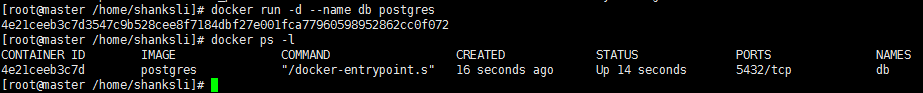 [root@master /home/shanksli]# docker run -d --name db postgres
4e21ceeb3c7d3547c9b528cee8f7184dbf27e001fca77960598952862cc0f072
[root@master /home/shanksli]# docker ps -l
CONTAINER ID IMAGE COMMAND CREATED STATUS PORTS NAMES
4e21ceeb3c7d postgres "/docker-entrypoint.s" 16 seconds ago Up 14 seconds 5432/tcp db
[root@master /home/shanksli]#